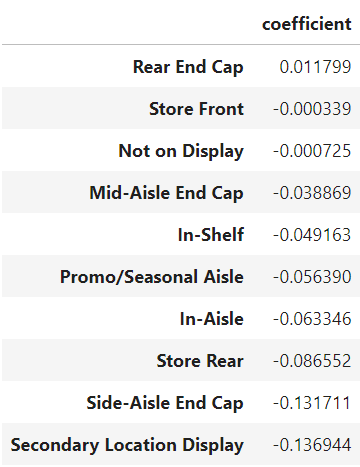 coefficient
Rear End Cap 0.011799
Store Front -0.000339
Not on Display -0.000725
Mid-Aisle End Cap -0.038869
In-Shelf -0.049163
Promo/Seasonal Aisle -0.056390
In-Aisle -0.063346
Store Rear -0.086552
Side-Aisle End Cap -0.131711
Secondary Location Display -0.136944